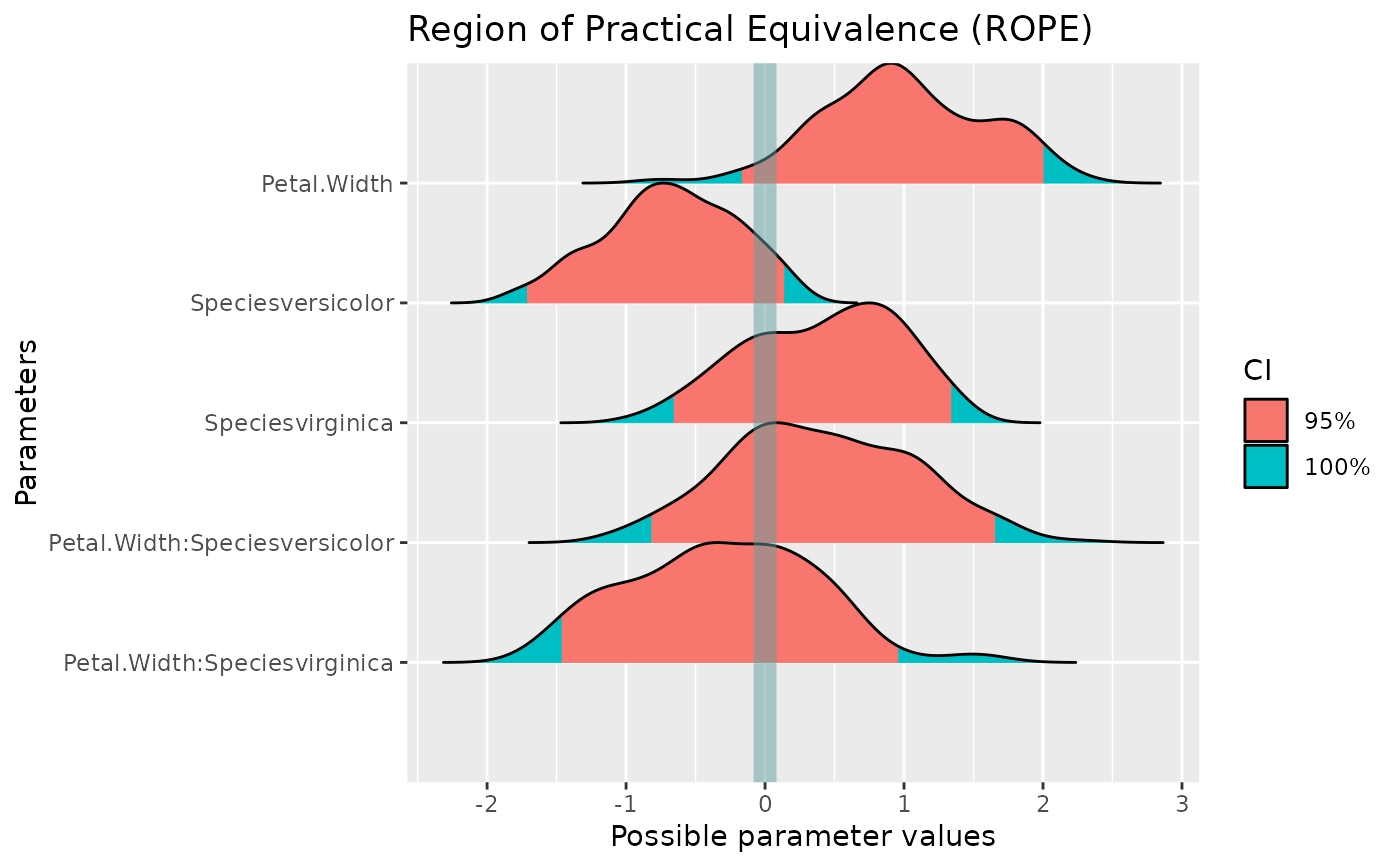 Region of Practical Equivalence (ROPE)
Parameters
Petal.Width
Speciesversicolor
Speciesvirginica
Petal.Width:Speciesversicolor
Petal.Width:Speciesvirginica
-2 -1 0 1 2 3
Possible parameter values
CI
95%
100%